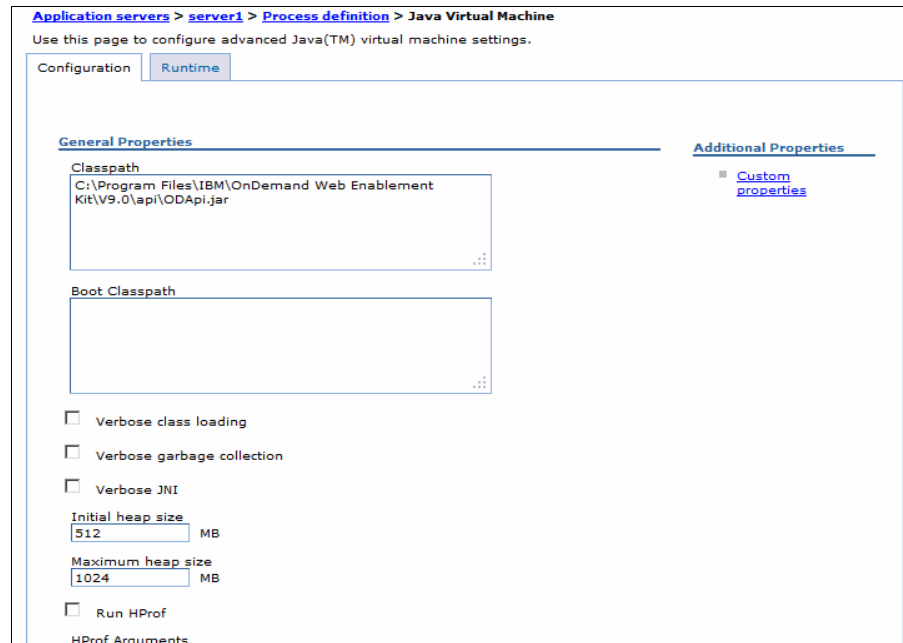 Application servers > server1 > Process definition > Java Virtual Machine
Use this page to configure advanced Java(TM) virtual machine settings.
Configuration
Runtime
General Properties
Classpath
C:\Program Files\IBM\OnDemand Web Enablement
Kit\V9.0\api\ODApi.jar
Boot Classpath
Verbose class loading
Verbose garbage collection
Verbose JNI
Initial heap size
512 MB
Maximum heap size
1024 MB
Run HProf
HProf Arguments
Additional Properties
Custom
properties